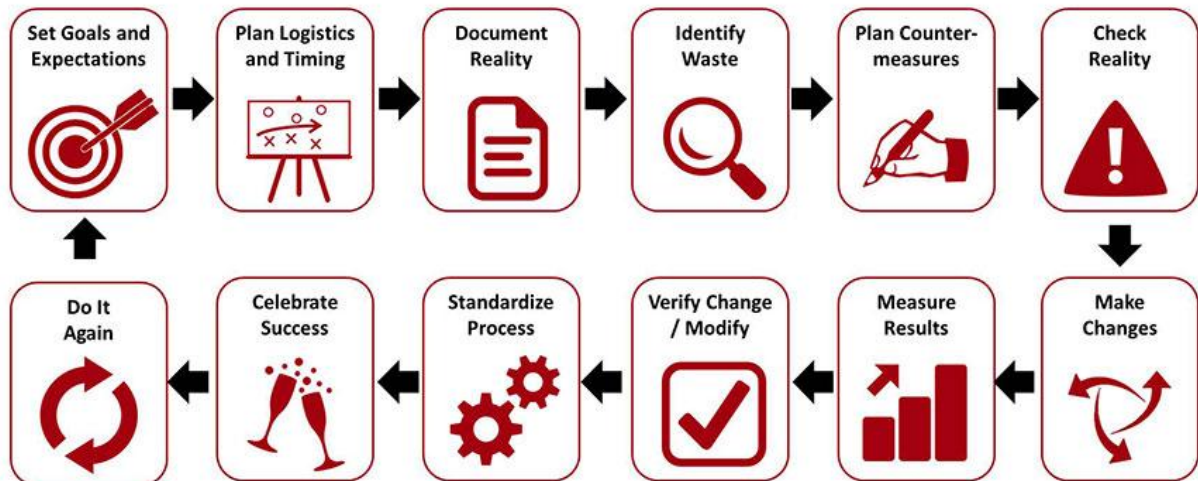 Set Goals and
Expectations
Plan Logistics
and Timing
Document
Reality
Identify
Waste
Plan Counter-
measures
Check
Reality
Make
Changes
Measure
Results
Verify Change
/ Modify
Standardize
Process
Celebrate
Success
Do It
Again